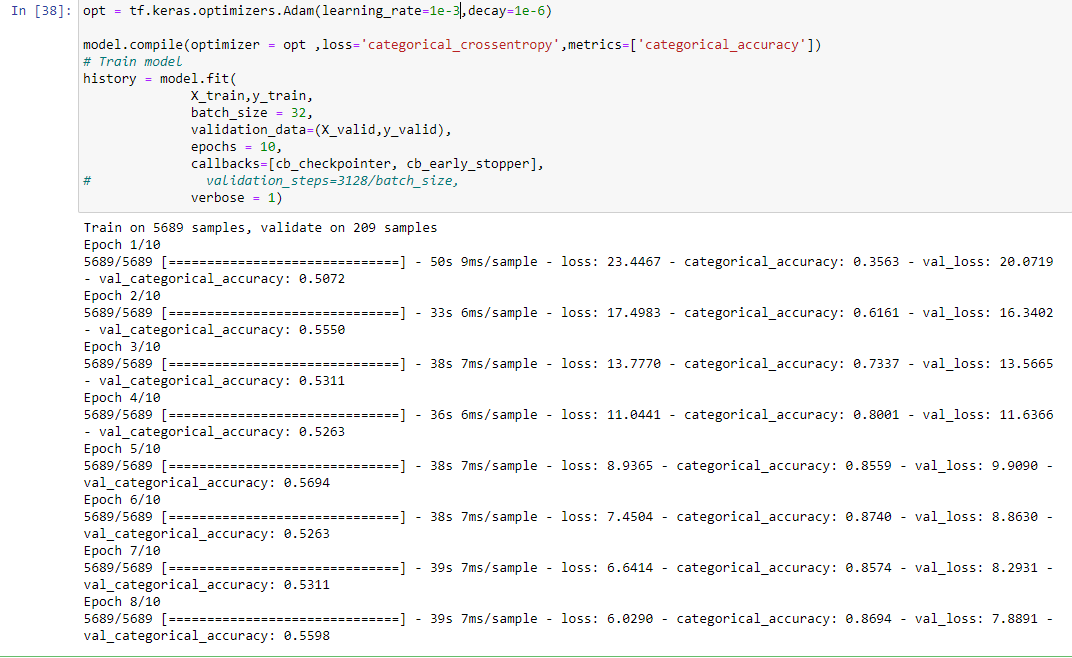 In [38]: opt = tf.keras.optimizers.Adam(learning_rate=1e-3,decay=1e-6)
model.compile(optimizer = opt ,loss='categorical_crossentropy',metrics=['categorical_accuracy'])
# Train model
history = model.fit(
X_train,y_train,
batch_size = 32,
validation_data=(X_valid,y_valid),
epochs = 10,
callbacks=[cb_checkpointer, cb_early_stopper],
# validation_steps=3128/batch_size,
verbose = 1)
Train on 5689 samples, validate on 209 samples
Epoch 1/10
5689/5689 [==============================] - 50s 9ms/sample - loss: 23.4467 - categorical_accuracy: 0.3563 - val_loss: 20.0719
- val_categorical_accuracy: 0.5072
Epoch 2/10
5689/5689 [==============================] - 33s 6ms/sample - loss: 17.4983 - categorical_accuracy: 0.6161 - val_loss: 16.3402
- val_categorical_accuracy: 0.5550
Epoch 3/10
5689/5689 [==============================] - 38s 7ms/sample - loss: 13.7770 - categorical_accuracy: 0.7337 - val_loss: 13.5665
- val_categorical_accuracy: 0.5311
Epoch 4/10
5689/5689 [==============================] - 36s 6ms/sample - loss: 11.0441 - categorical_accuracy: 0.8001 - val_loss: 11.6366
- val_categorical_accuracy: 0.5263
Epoch 5/10
5689/5689 [==============================] - 38s 7ms/sample - loss: 8.9365 - categorical_accuracy: 0.8559 - val_loss: 9.9090 -
val_categorical_accuracy: 0.5694
Epoch 6/10
5689/5689 [==============================] - 38s 7ms/sample - loss: 7.4504 - categorical_accuracy: 0.8740 - val_loss: 8.8630 -
val_categorical_accuracy: 0.5263
Epoch 7/10
5689/5689 [==============================] - 39s 7ms/sample - loss: 6.6414 - categorical_accuracy: 0.8574 - val_loss: 8.2931 -
val_categorical_accuracy: 0.5311
Epoch 8/10
5689/5689 [==============================] - 39s 7ms/sample - loss: 6.0290 - categorical_accuracy: 0.8694 - val_loss: 7.8891 -
val_categorical_accuracy: 0.5598